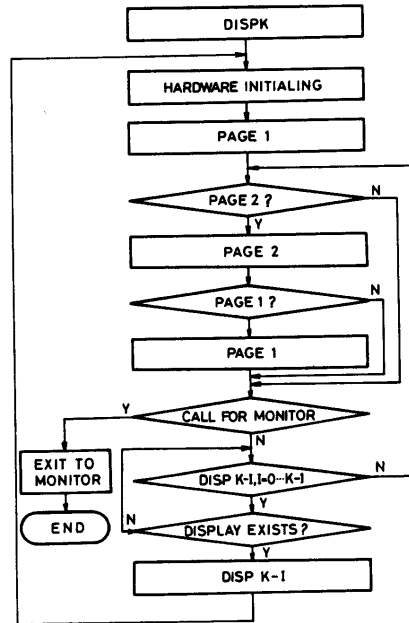 DISPK
HARDWARE INITIALING
PAGE 1
PAGE 2 ?
N
Y
PAGE 2
PAGE 1 ?
N
PAGE 1
Y
CALL FOR MONITOR
N
EXIT TO
MONITOR
DISP K-I, I=0...K-1
N
Y
END
N
DISPLAY EXISTS ?
Y
DISP K-I